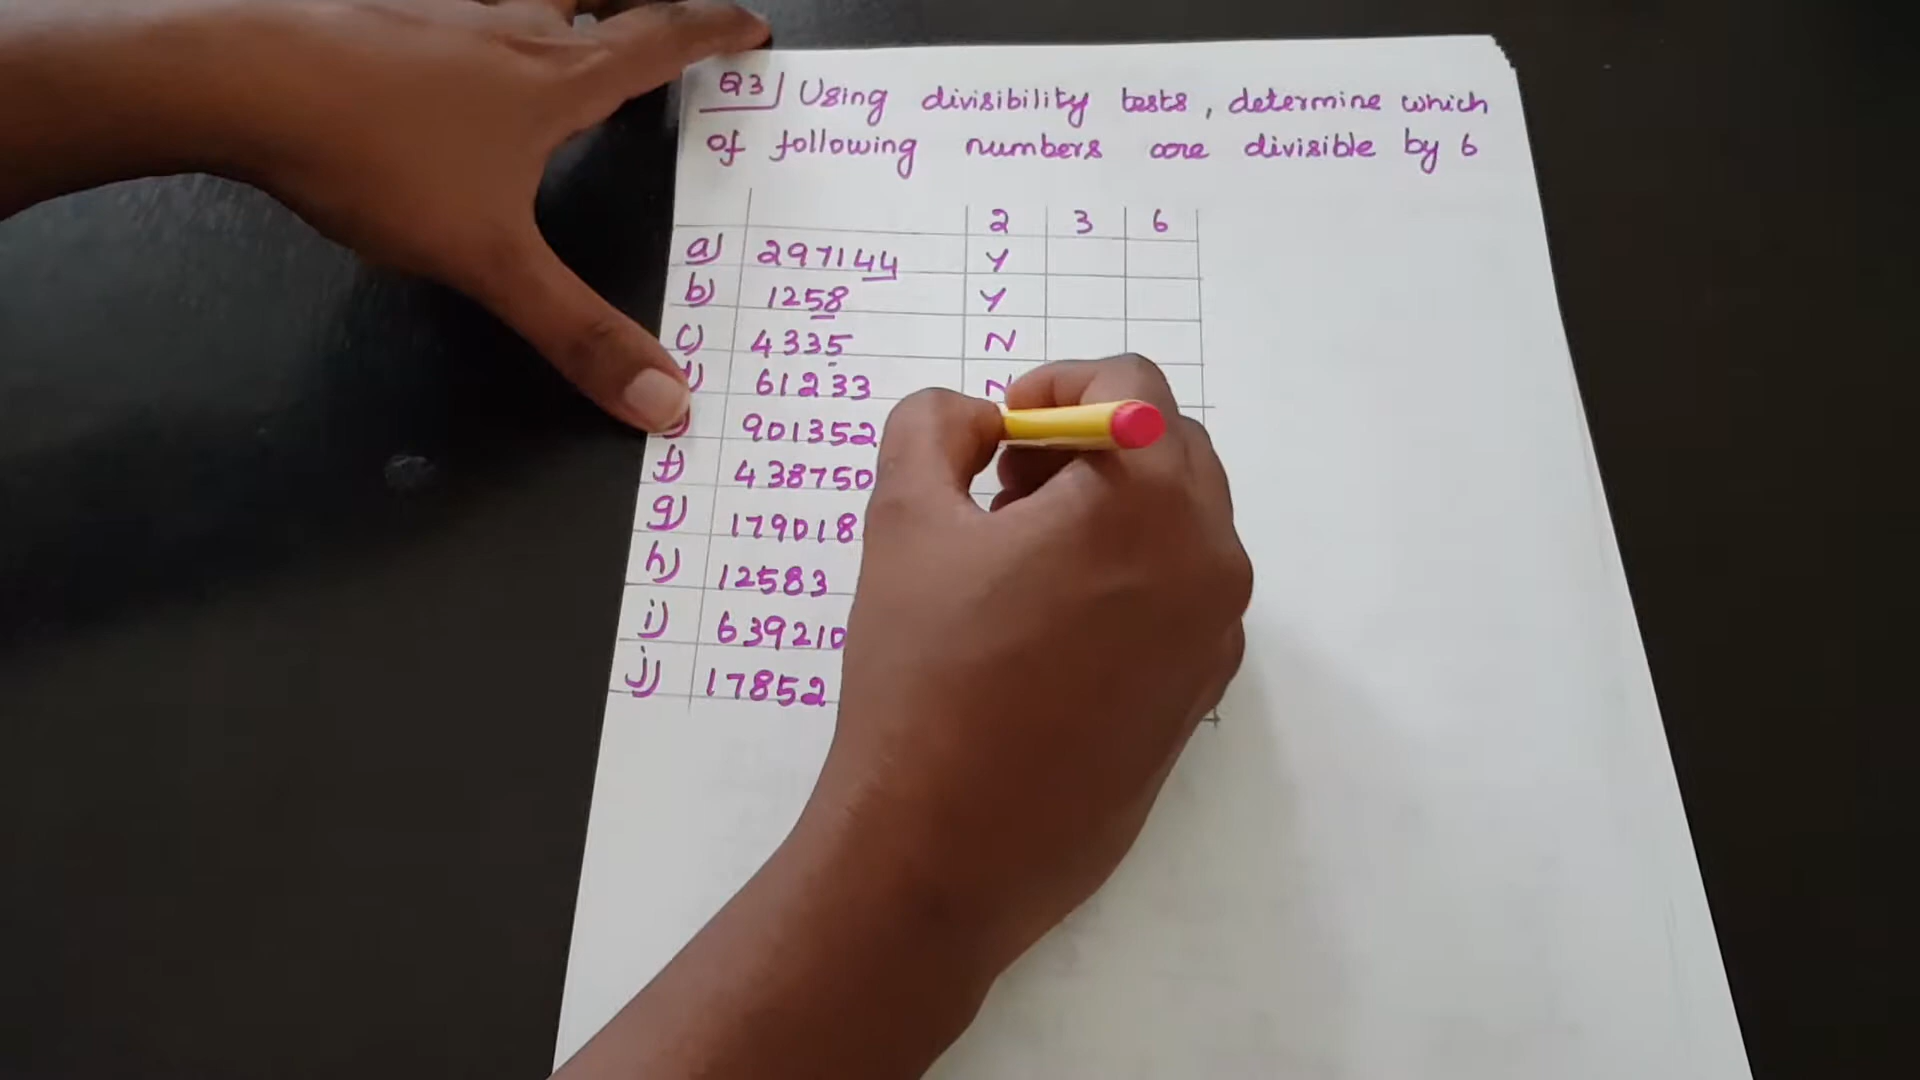 Q3) Using divisibility tests, determine which
of following numbers are divisible by 6
2 3 6
a) 297144 Y
b) 1258 Y
c) 4335 N
61233 N
901352
f) 438750
g) 179018
h) 12583
i) 639210
j) 17852